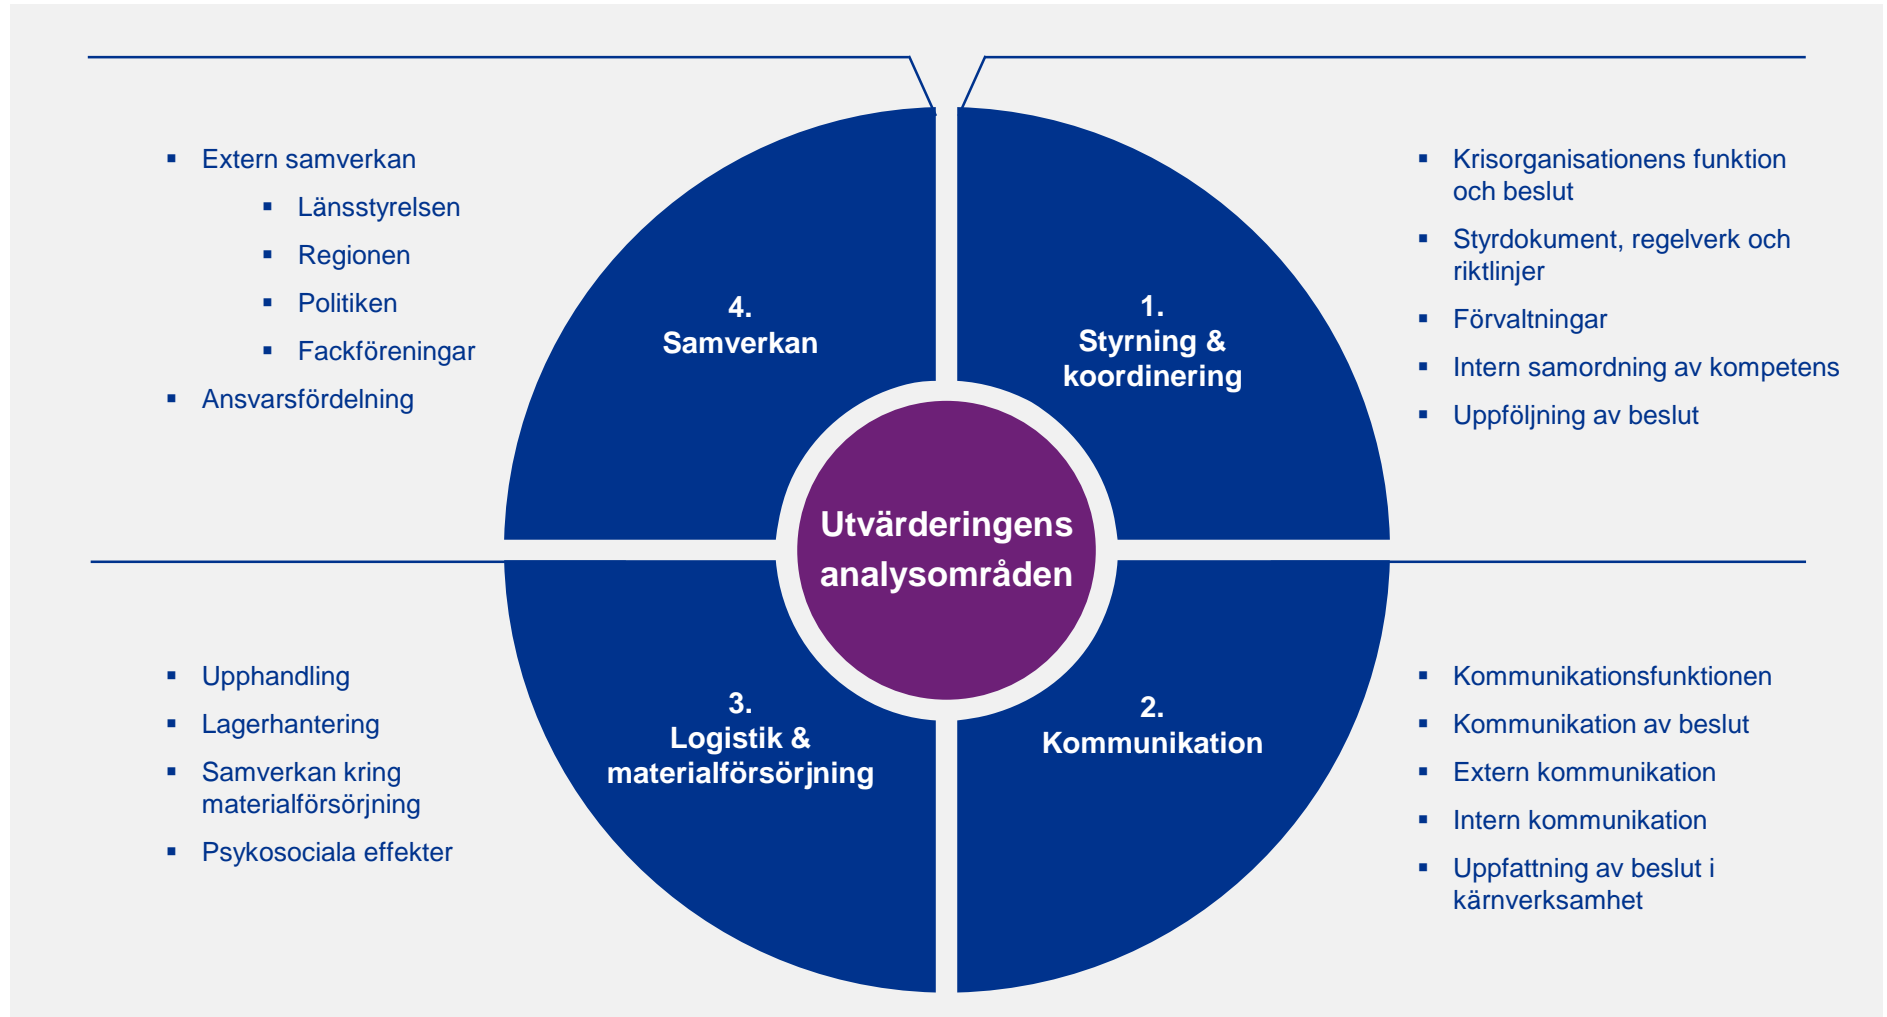 ▪ Extern samverkan
▪ Länsstyrelsen
▪ Regionen
▪ Politiken
▪ Fackföreningar
▪ Ansvarsfördelning
4.
Samverkan
1.
Styrning &
koordinering
▪ Krisorganisationens funktion
och beslut
▪ Styrdokument, regelverk och
riktlinjer
▪ Förvaltningar
▪ Intern samordning av kompetens
▪ Uppföljning av beslut
Utvärderingens
analysområden
▪ Upphandling
▪ Lagerhantering
▪ Samverkan kring
materialförsörjning
▪ Psykosociala effekter
3.
Logistik &
materialförsörjning
2.
Kommunikation
▪ Kommunikationsfunktionen
▪ Kommunikation av beslut
▪ Extern kommunikation
▪ Intern kommunikation
▪ Uppfattning av beslut i
kärnverksamhet